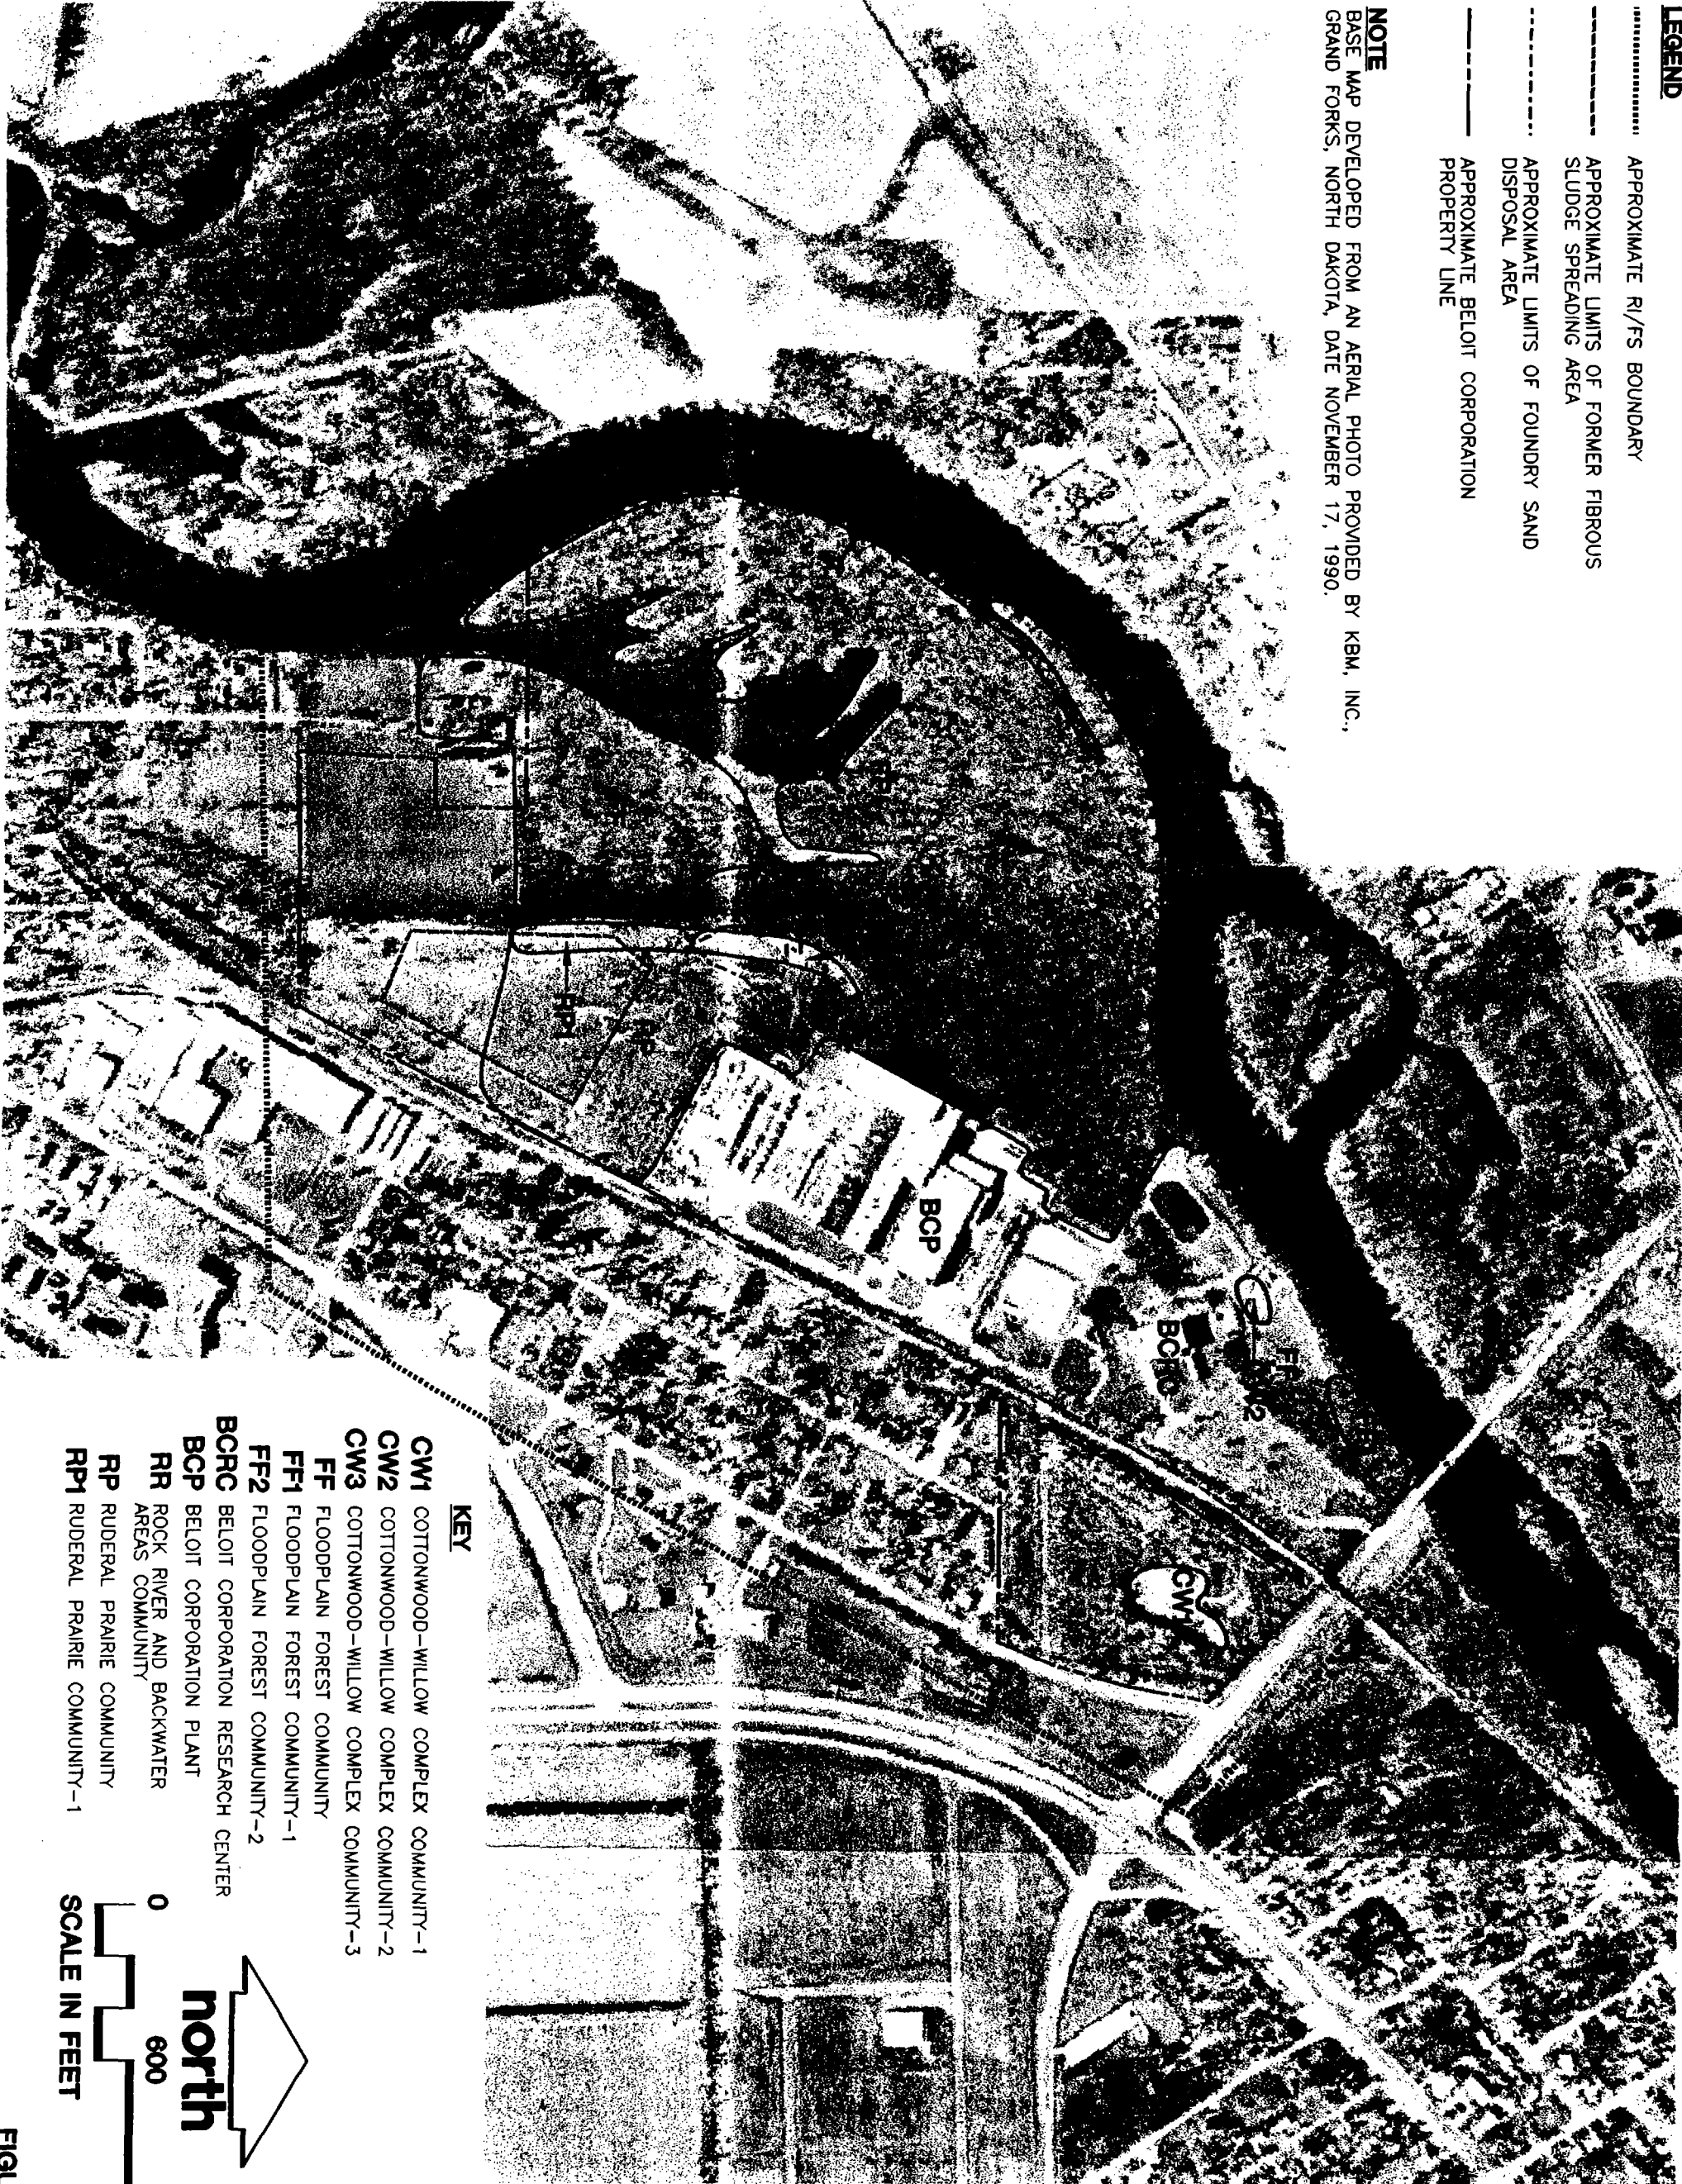 LEGEND
APPROXIMATE RI/FS BOUNDARY
APPROXIMATE LIMITS OF FORMER FIBROUS
SLUDGE SPREADING AREA
APPROXIMATE LIMITS OF FOUNDRY SAND
DISPOSAL AREA
APPROXIMATE BELOIT CORPORATION
PROPERTY LINE
NOTE
BASE MAP DEVELOPED FROM AN AERIAL PHOTO PROVIDED BY KBM, INC.,
GRAND FORKS, NORTH DAKOTA, DATE NOVEMBER 17, 1990.
FF
BCRC
BCP
CW1
RP
RP1
KEY
CW1 COTTONWOOD-WILLOW COMPLEX COMMUNITY-1
CW2 COTTONWOOD-WILLOW COMPLEX COMMUNITY-2
CW3 COTTONWOOD-WILLOW COMPLEX COMMUNITY-3
FF FLOODPLAIN FOREST COMMUNITY
FF1 FLOODPLAIN FOREST COMMUNITY-1
FF2 FLOODPLAIN FOREST COMMUNITY-2
BCRC BELOIT CORPORATION RESEARCH CENTER
BCP BELOIT CORPORATION PLANT
RR ROCK RIVER AND BACKWATER
AREAS COMMUNITY
RP RUDERAL PRAIRIE COMMUNITY
RP1 RUDERAL PRAIRIE COMMUNITY-1
north
0 600
SCALE IN FEET